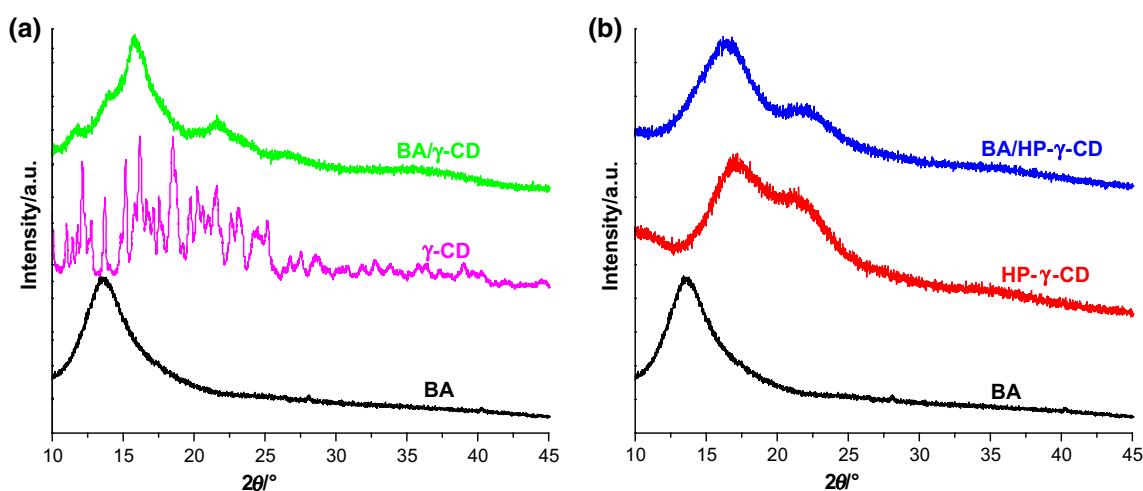 (a)
Intensity/a.u.
BA/γ-CD
γ-CD
BA
10 15 20 25 30 35 40 45
2θ/°
(b)
Intensity/a.u.
BA/HP-γ-CD
HP-γ-CD
BA
10 15 20 25 30 35 40 45
2θ/°